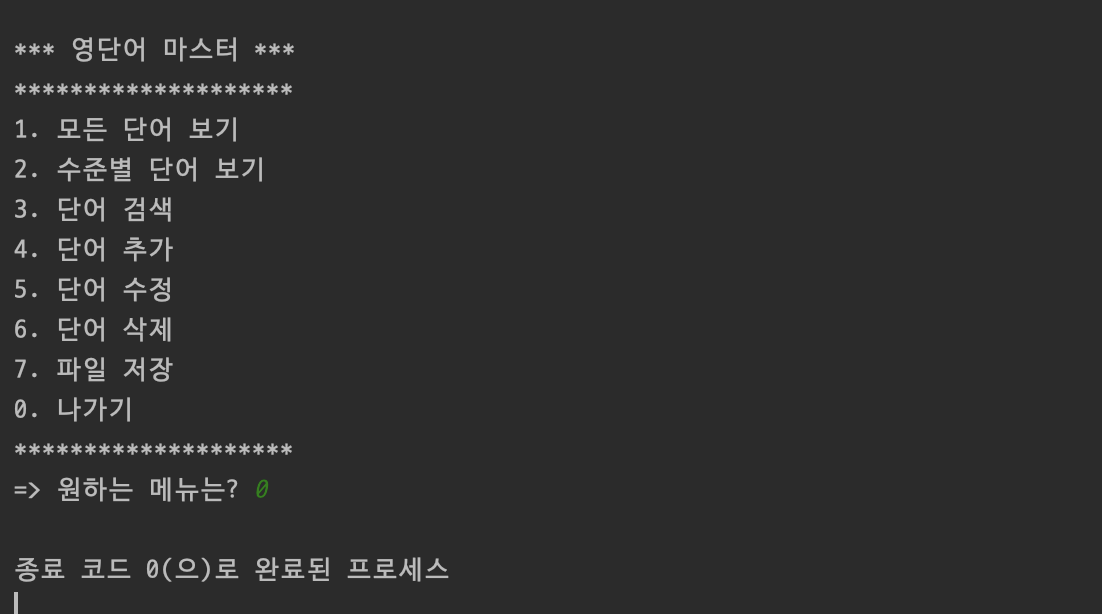 *** 영단어 마스터 ***
********************
1. 모든 단어 보기
2. 수준별 단어 보기
3. 단어 검색
4. 단어 추가
5. 단어 수정
6. 단어 삭제
7. 파일 저장
0. 나가기
********************
=> 원하는 메뉴는? 0
종료 코드 0(으)로 완료된 프로세스